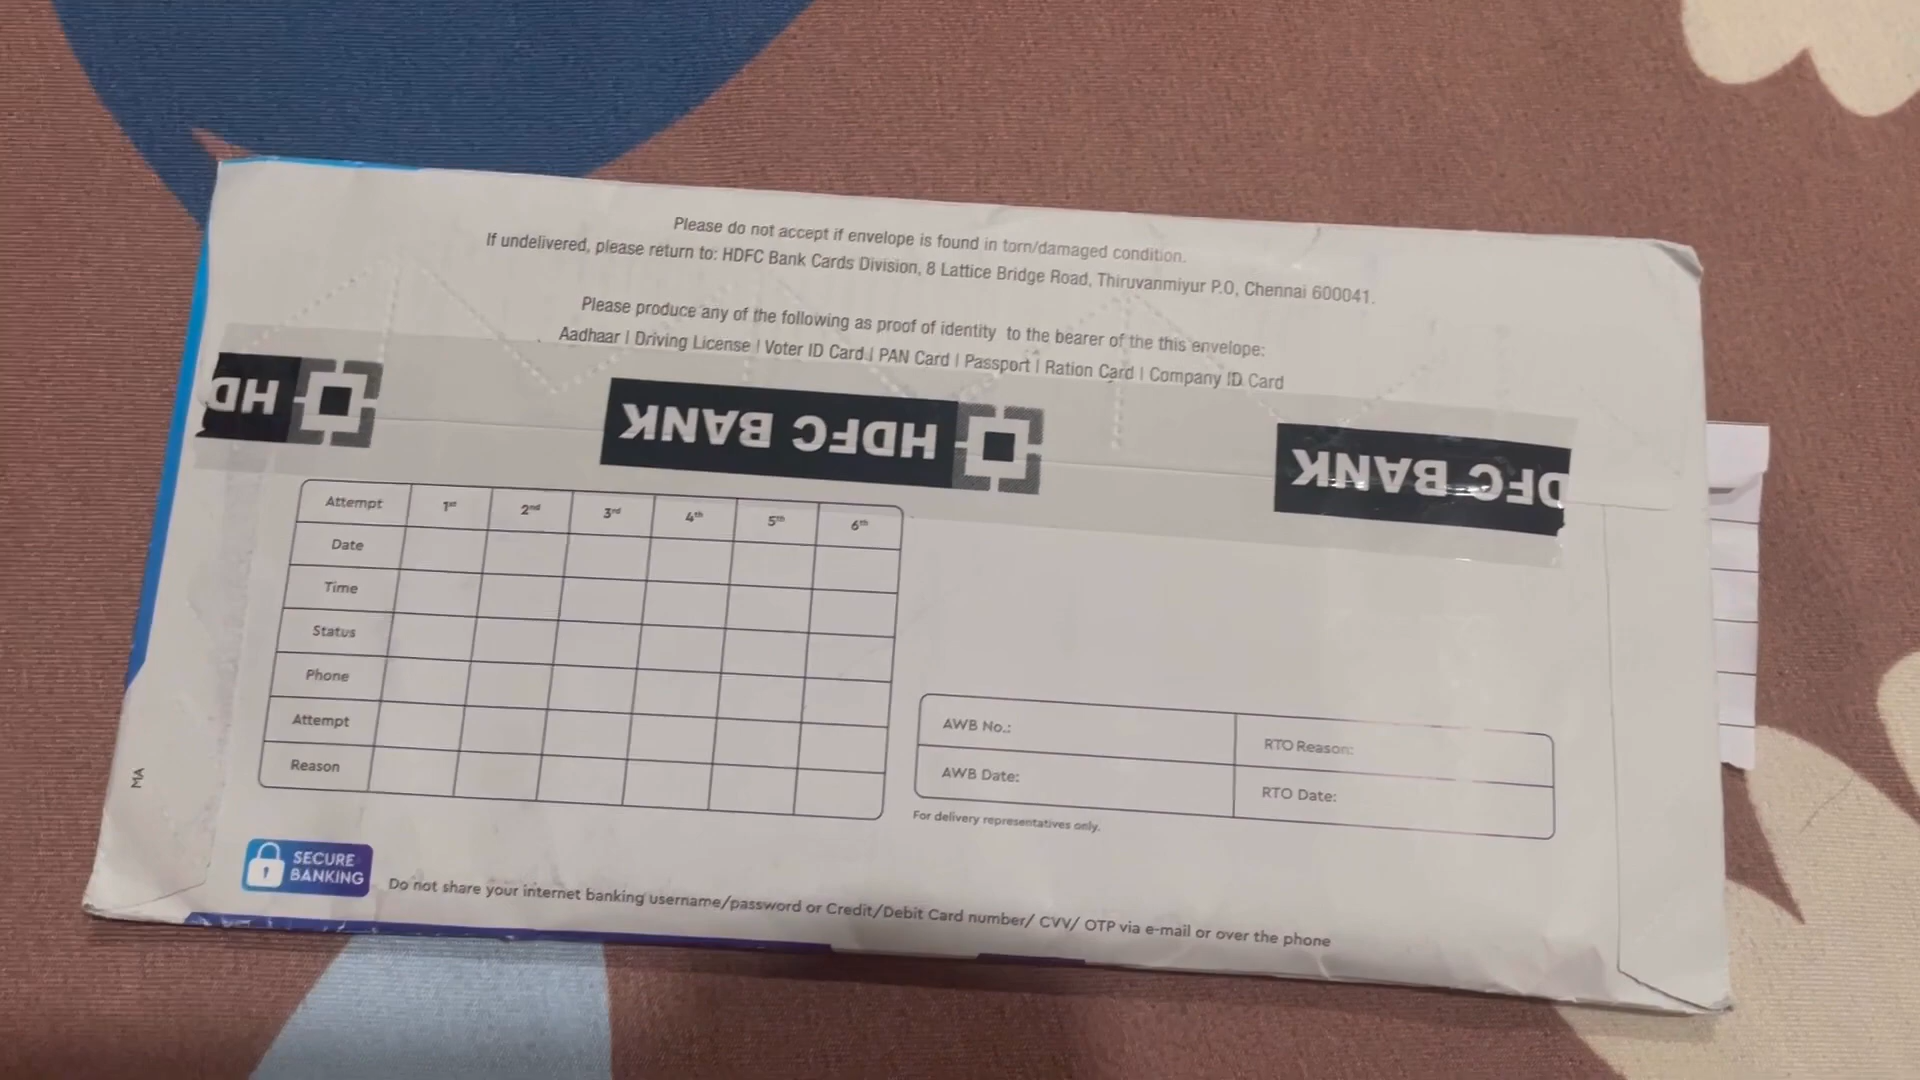 Please do not accept if envelope is found in torn/damaged condition.
If undelivered, please return to: HDFC Bank Cards Division, 8 Lattice Bridge Road, Thiruvanmiyur P.O, Chennai 600041.
Please produce any of the following as proof of identity to the bearer of the this envelope:
Aadhaar | Driving License | Voter ID Card | PAN Card | Passport | Ration Card | Company ID Card
HD
HDFC BANK
DFC BANK
Attempt 1st 2nd 3rd 4th 5th 6th
Date
Time
Status
Phone
Attempt
Reason
AWB No.: RTO Reason:
AWB Date: RTO Date:
For delivery representatives only.
MA
SECURE
BANKING
Do not share your internet banking username/password or Credit/Debit Card number/ CVV/ OTP via e-mail or over the phone